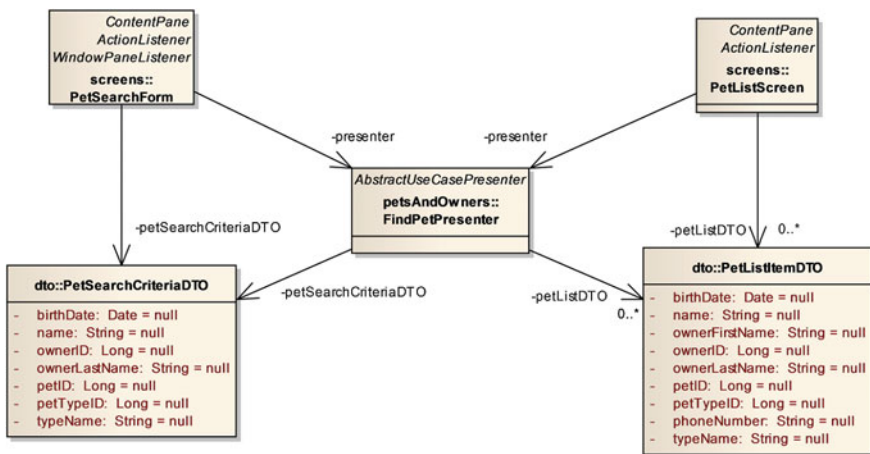 ContentPane
ActionListener
WindowPaneListener
screens::
PetSearchForm
ContentPane
ActionListener
screens::
PetListScreen
-presenter
-presenter
AbstractUseCasePresenter
petsAndOwners::
FindPetPresenter
-petSearchCriteriaDTO
-petListDTO 0..*
-petSearchCriteriaDTO
-petListDTO
0..*
dto::PetSearchCriteriaDTO
- birthDate: Date = null
- name: String = null
- ownerID: Long = null
- ownerLastName: String = null
- petID: Long = null
- petTypeID: Long = null
- typeName: String = null
dto::PetListItemDTO
- birthDate: Date = null
- name: String = null
- ownerFirstName: String = null
- ownerID: Long = null
- ownerLastName: String = null
- petID: Long = null
- petTypeID: Long = null
- phoneNumber: String = null
- typeName: String = null